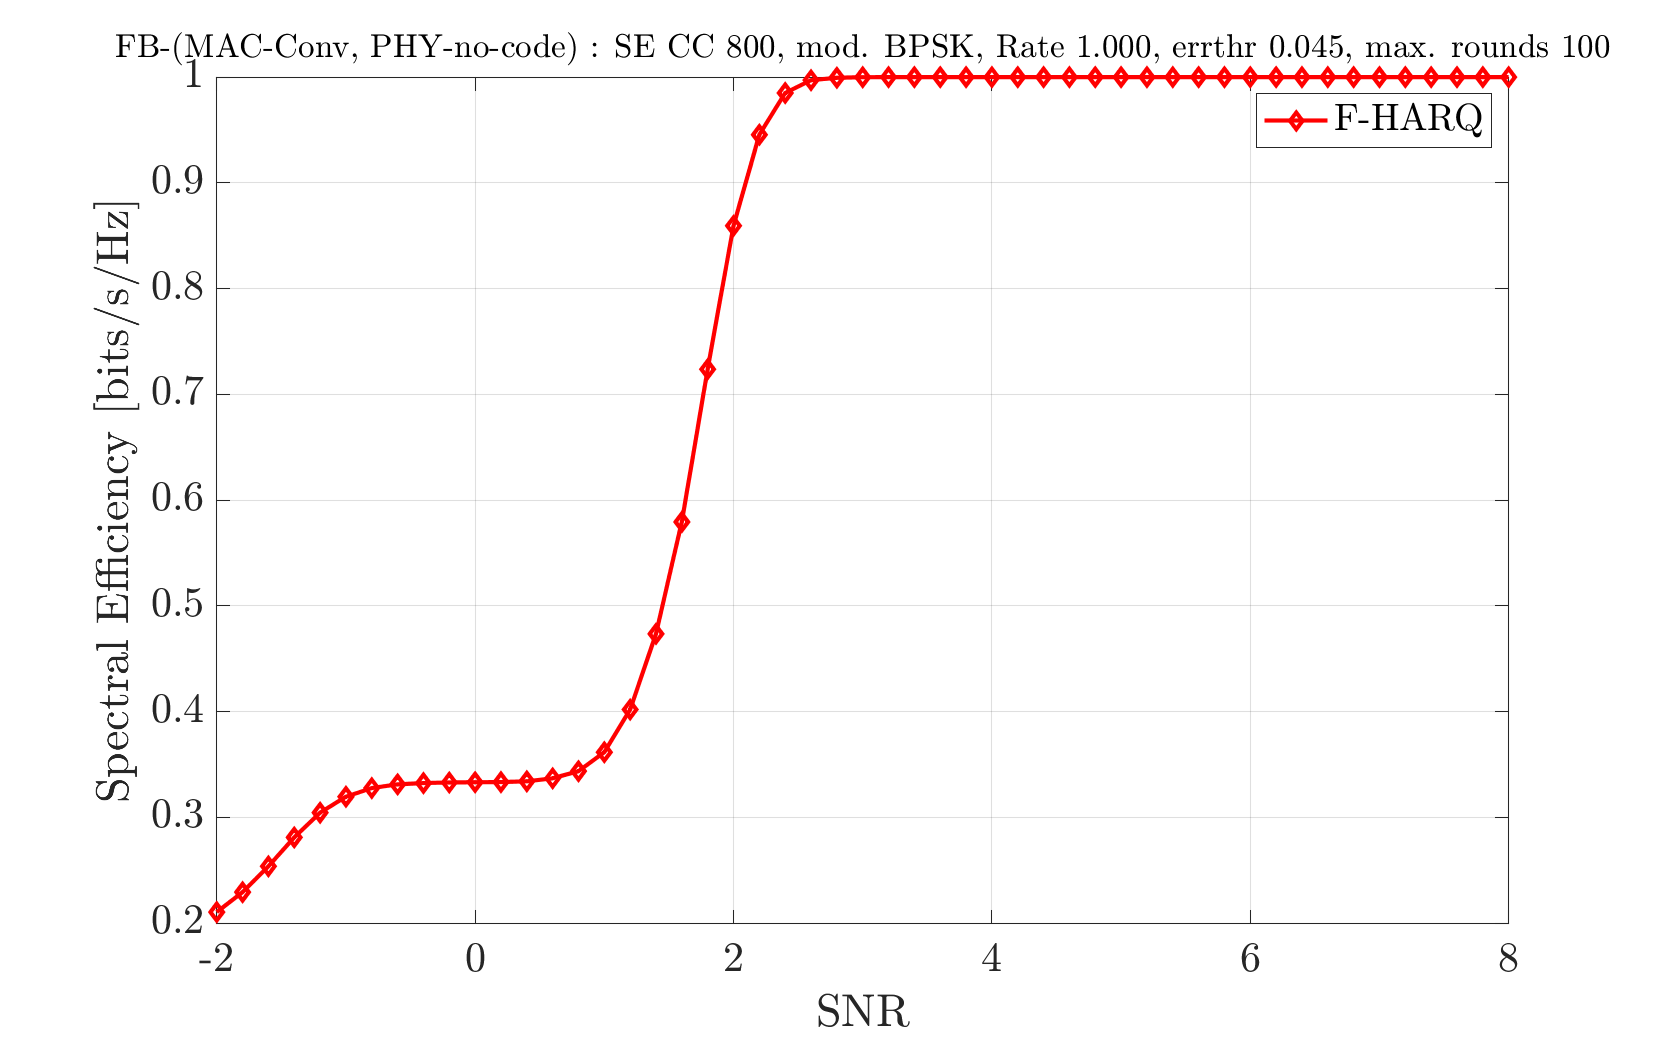 FB-(MAC-Conv, PHY-no-code) : SE CC 800, mod. BPSK, Rate 1.000, errthr 0.045, max. rounds 100
F-HARQ
1
0.9
0.8
0.7
0.6
0.5
0.4
0.3
0.2
Spectral Efficiency [bits/s/Hz]
-2 0 2 4 6 8
SNR